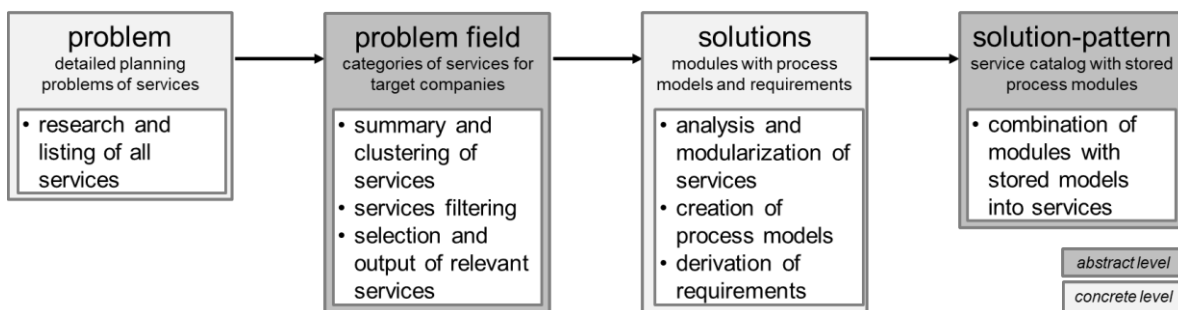 problem
detailed planning
problems of services
• research and
listing of all
services
problem field
categories of services for
target companies
• summary and
clustering of
services
• services filtering
• selection and
output of relevant
services
solutions
modules with process
models and requirements
• analysis and
modularization of
services
• creation of
process models
• derivation of
requirements
solution-pattern
service catalog with stored
process modules
• combination of
modules with
stored models
into services
abstract level
concrete level